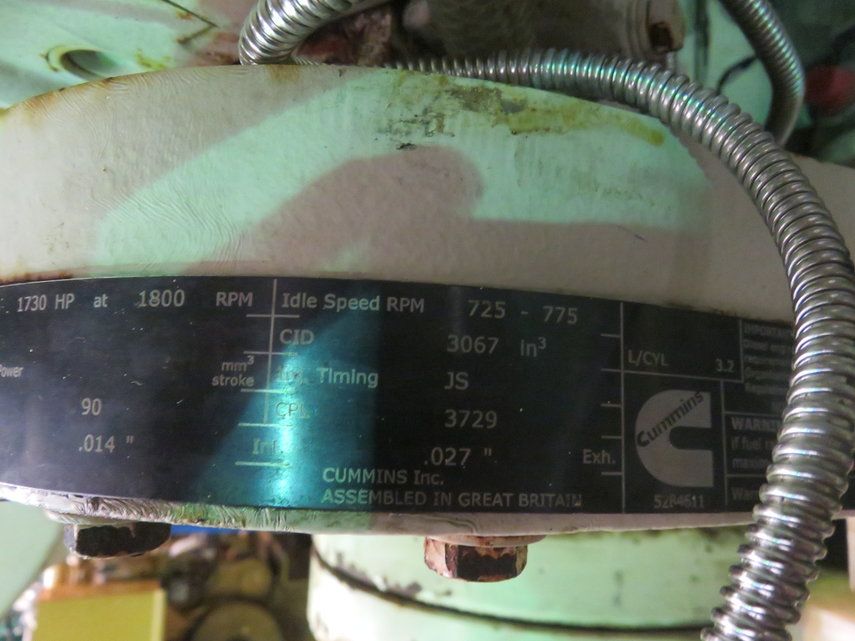 1730 HP at 1800 RPM
Idle Speed RPM 725 - 775
CID 3067 in³
L/CYL 3.2
Power mm³ stroke
Timing JS
90
CPL 3729
.014 " Int. .027 " Exh.
CUMMINS Inc.
ASSEMBLED IN GREAT BRITAIN
Cummins
5284611
IMPORTANT
WARNING
if fuel